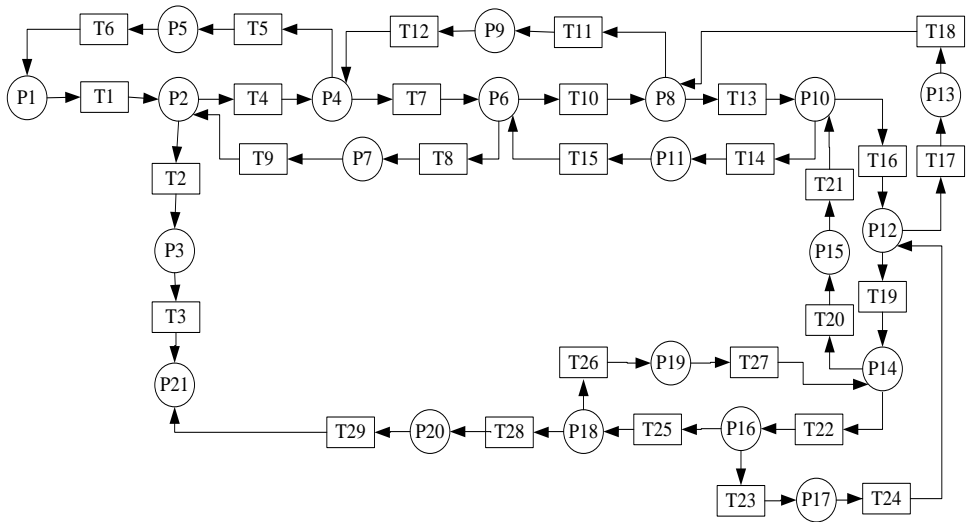 T6 P5 T5 T12 P9 T11 T18
P1 T1 P2 T4 P4 T7 P6 T10 P8 T13 P10 P13
T9 P7 T8 T15 P11 T14 T16 T17
T2 T21
P3 P15 P12
T3 T20 T19
P21 T26 P19 T27 P14
T29 P20 T28 P18 T25 P16 T22
T23 P17 T24